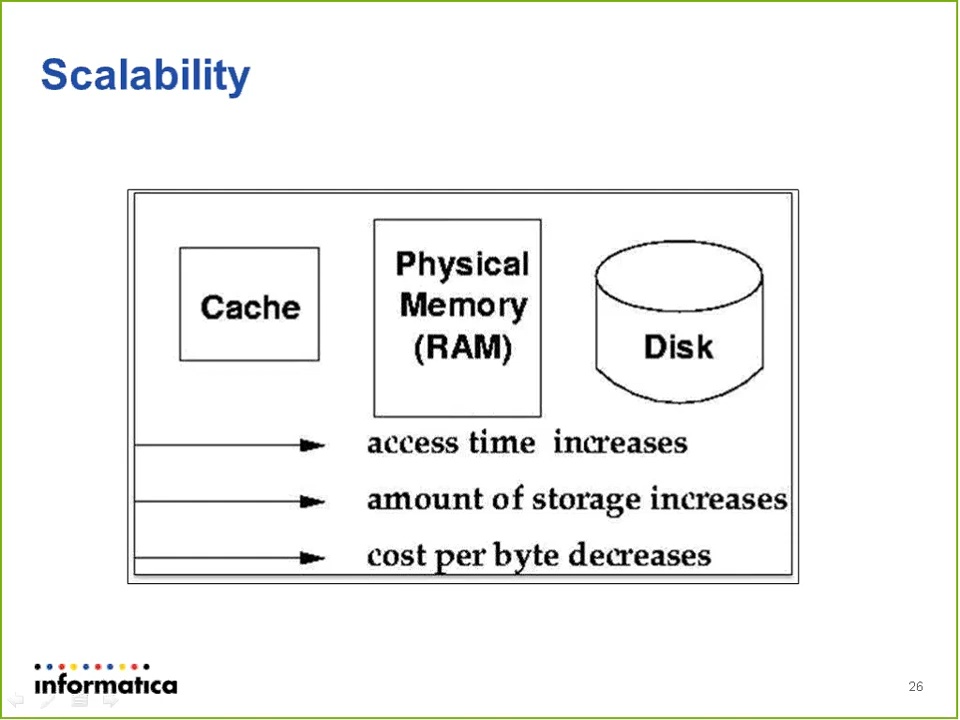 Scalability
Cache
Physical
Memory
(RAM)
Disk
access time increases
amount of storage increases
cost per byte decreases
informatica
26